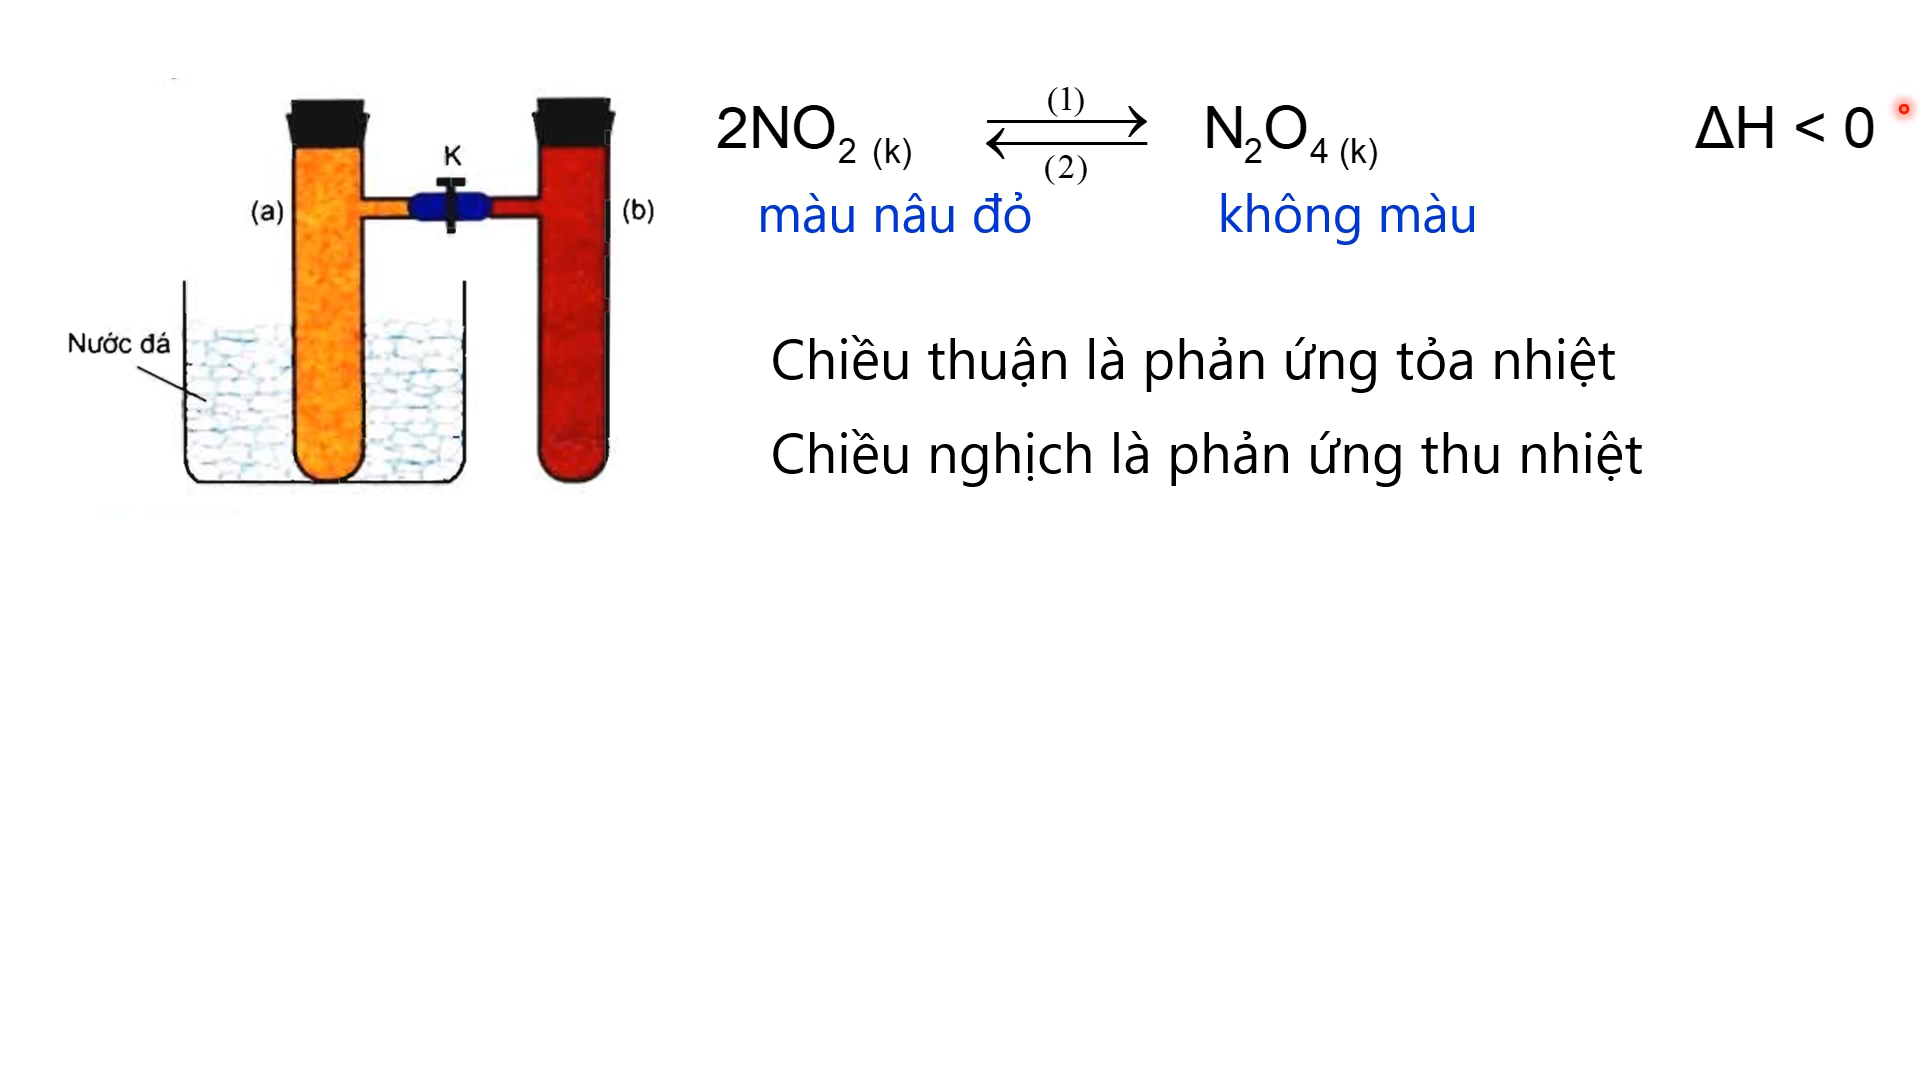 K
(a)
(b)
Nước đá
2NO₂ (k) ⇌ (1) (2) N₂O₄ (k) ΔH < 0
màu nâu đỏ không màu
Chiều thuận là phản ứng tỏa nhiệt
Chiều nghịch là phản ứng thu nhiệt